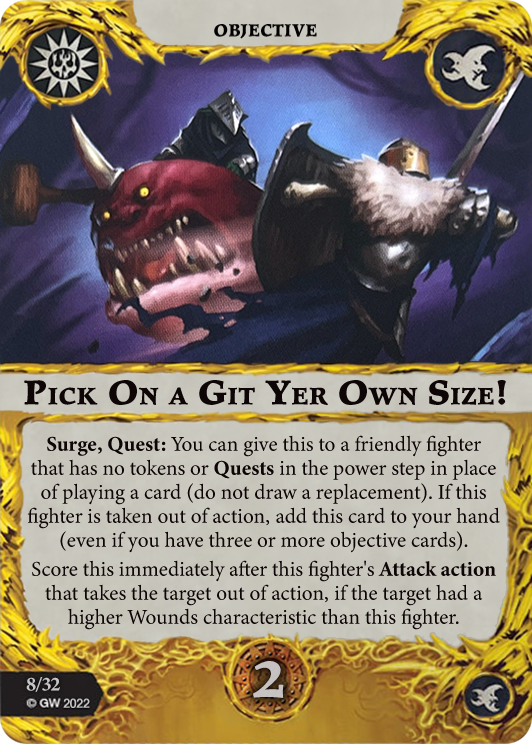 OBJECTIVE
PICK ON A GIT YER OWN SIZE!
Surge, Quest: You can give this to a friendly fighter
that has no tokens or Quests in the power step in place
of playing a card (do not draw a replacement). If this
fighter is taken out of action, add this card to your hand
(even if you have three or more objective cards).
Score this immediately after this fighter's Attack action
that takes the target out of action, if the target had a
higher Wounds characteristic than this fighter.
8/32
© GW 2022
2